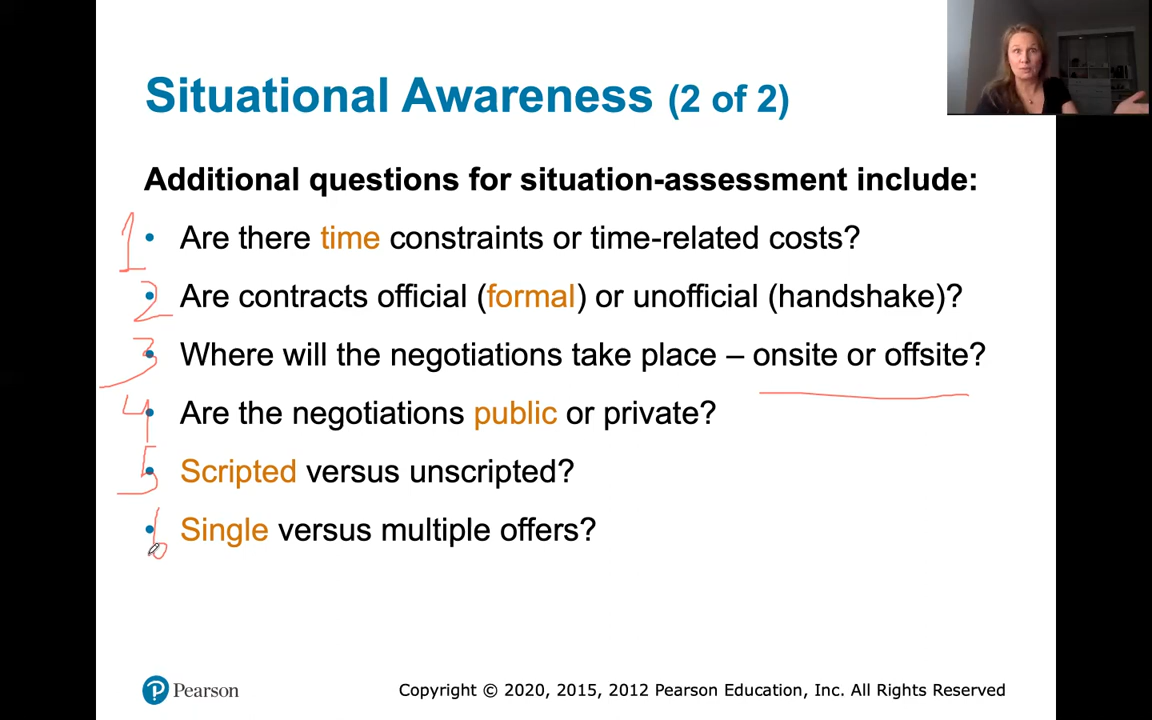 Situational Awareness (2 of 2)
Additional questions for situation-assessment include:
1 • Are there time constraints or time-related costs?
2 • Are contracts official (formal) or unofficial (handshake)?
3 • Where will the negotiations take place – onsite or offsite?
4 • Are the negotiations public or private?
5 • Scripted versus unscripted?
6 • Single versus multiple offers?
P Pearson
Copyright © 2020, 2015, 2012 Pearson Education, Inc. All Rights Reserved